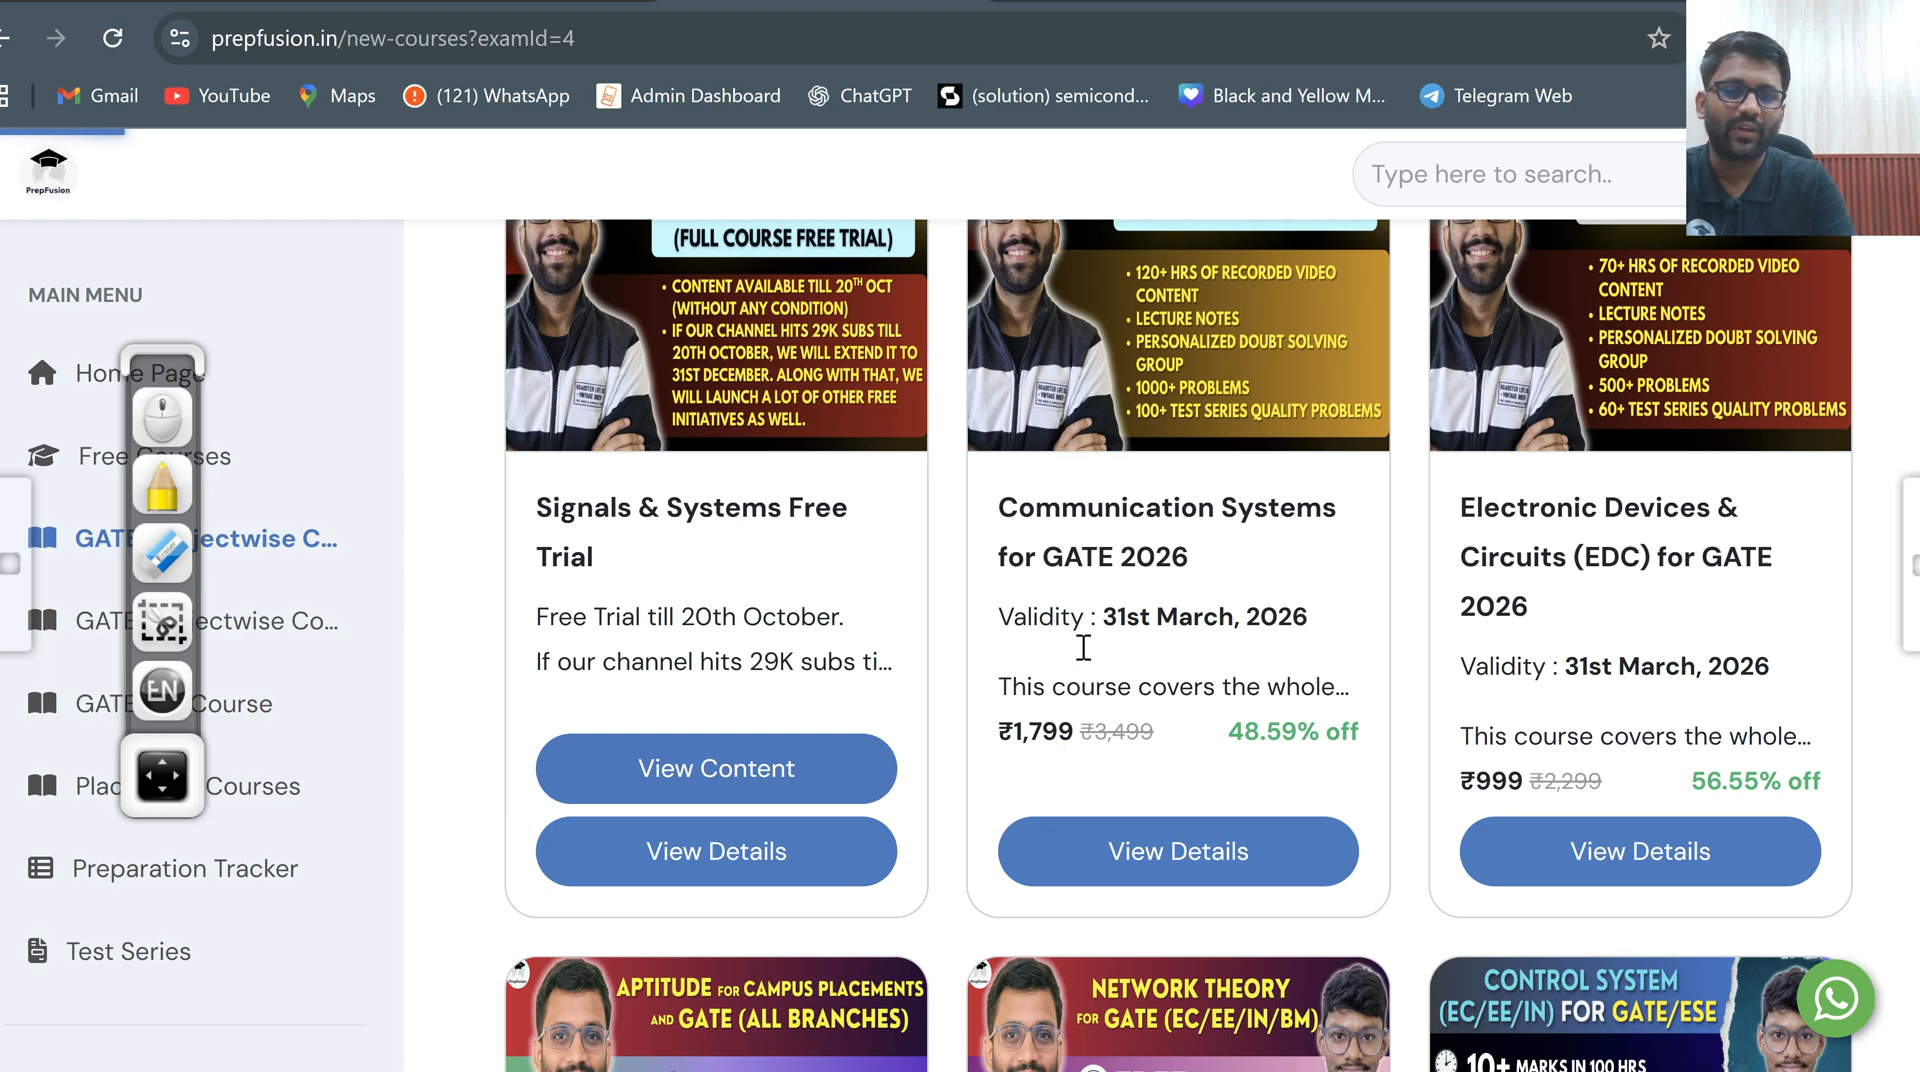 prepfusion.in/new-courses?examId=4
Gmail
YouTube
Maps
(121) WhatsApp
Admin Dashboard
ChatGPT
(solution) semicond...
Black and Yellow M...
Telegram Web
PrepFusion
Type here to search..
MAIN MENU
Home Page
Free Courses
GATE jectwise C...
GATE jectwise Co...
GATE Course
Plac Courses
Preparation Tracker
Test Series
EN
(FULL COURSE FREE TRIAL)
• CONTENT AVAILABLE TILL 20TH OCT
(WITHOUT ANY CONDITION)
• IF OUR CHANNEL HITS 29K SUBS TILL
20TH OCTOBER, WE WILL EXTEND IT TO
31ST DECEMBER. ALONG WITH THAT, WE
WILL LAUNCH A LOT OF OTHER FREE
INITIATIVES AS WELL.
Signals & Systems Free
Trial
Free Trial till 20th October.
If our channel hits 29K subs ti...
View Content
View Details
• 120+ HRS OF RECORDED VIDEO
CONTENT
• LECTURE NOTES
• PERSONALIZED DOUBT SOLVING
GROUP
• 1000+ PROBLEMS
• 100+ TEST SERIES QUALITY PROBLEMS
Communication Systems
for GATE 2026
Validity : 31st March, 2026
This course covers the whole...
₹1,799 ₹3,499 48.59% off
View Details
• 70+ HRS OF RECORDED VIDEO
CONTENT
• LECTURE NOTES
• PERSONALIZED DOUBT SOLVING
GROUP
• 500+ PROBLEMS
• 60+ TEST SERIES QUALITY PROBLEMS
Electronic Devices &
Circuits (EDC) for GATE
2026
Validity : 31st March, 2026
This course covers the whole...
₹999 ₹2,299 56.55% off
View Details
APTITUDE FOR CAMPUS PLACEMENTS
AND GATE (ALL BRANCHES)
NETWORK THEORY
FOR GATE (EC/EE/IN/BM)
CONTROL SYSTEM
(EC/EE/IN) FOR GATE/ESE
10+ MARKS IN 100 HRS